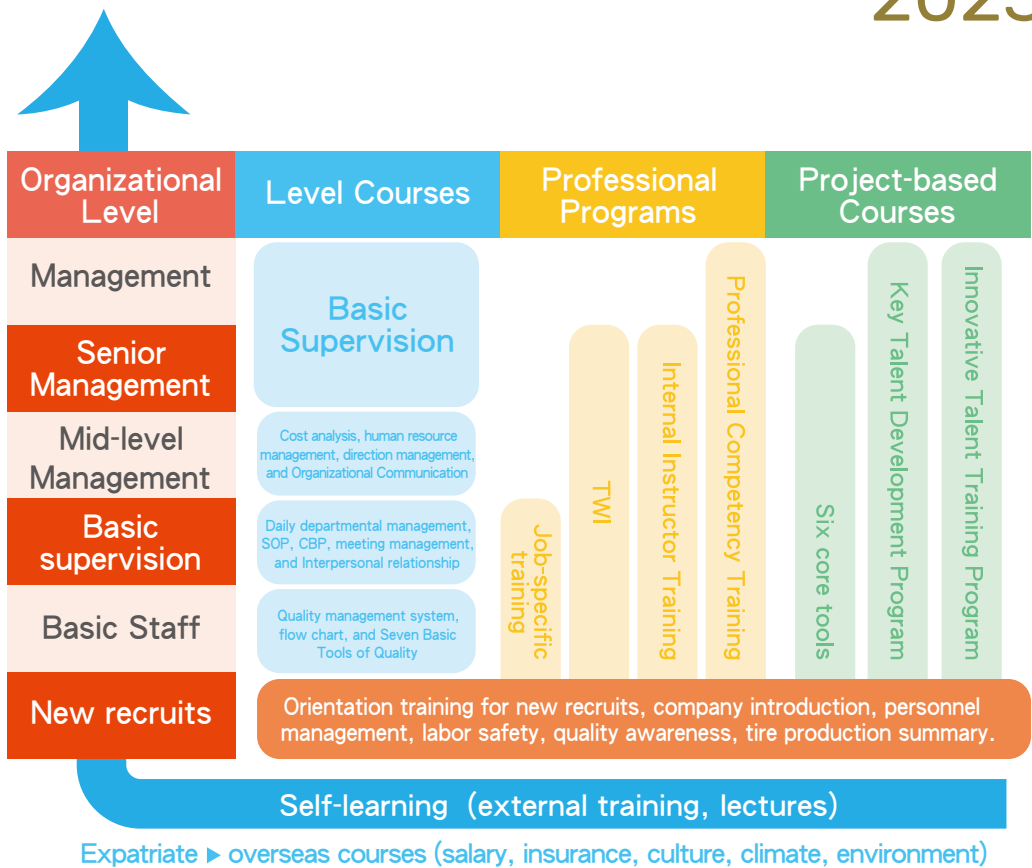 2023
Organizational
Level
Level Courses
Professional
Programs
Project-based
Courses
Management
Senior
Management
Mid-level
Management
Basic
supervision
Basic Staff
New recruits
Basic
Supervision
Cost analysis, human resource
management, direction management,
and Organizational Communication
Daily departmental management,
SOP, CBP, meeting management,
and Interpersonal relationship
Quality management system,
flow chart, and Seven Basic
Tools of Quality
Job-specific
training
TWI
Internal Instructor Training
Professional Competency Training
Six core tools
Key Talent Development Program
Innovative Talent Training Program
Orientation training for new recruits, company introduction, personnel
management, labor safety, quality awareness, tire production summary.
Self-learning (external training, lectures)
Expatriate ▶ overseas courses (salary, insurance, culture, climate, environment)